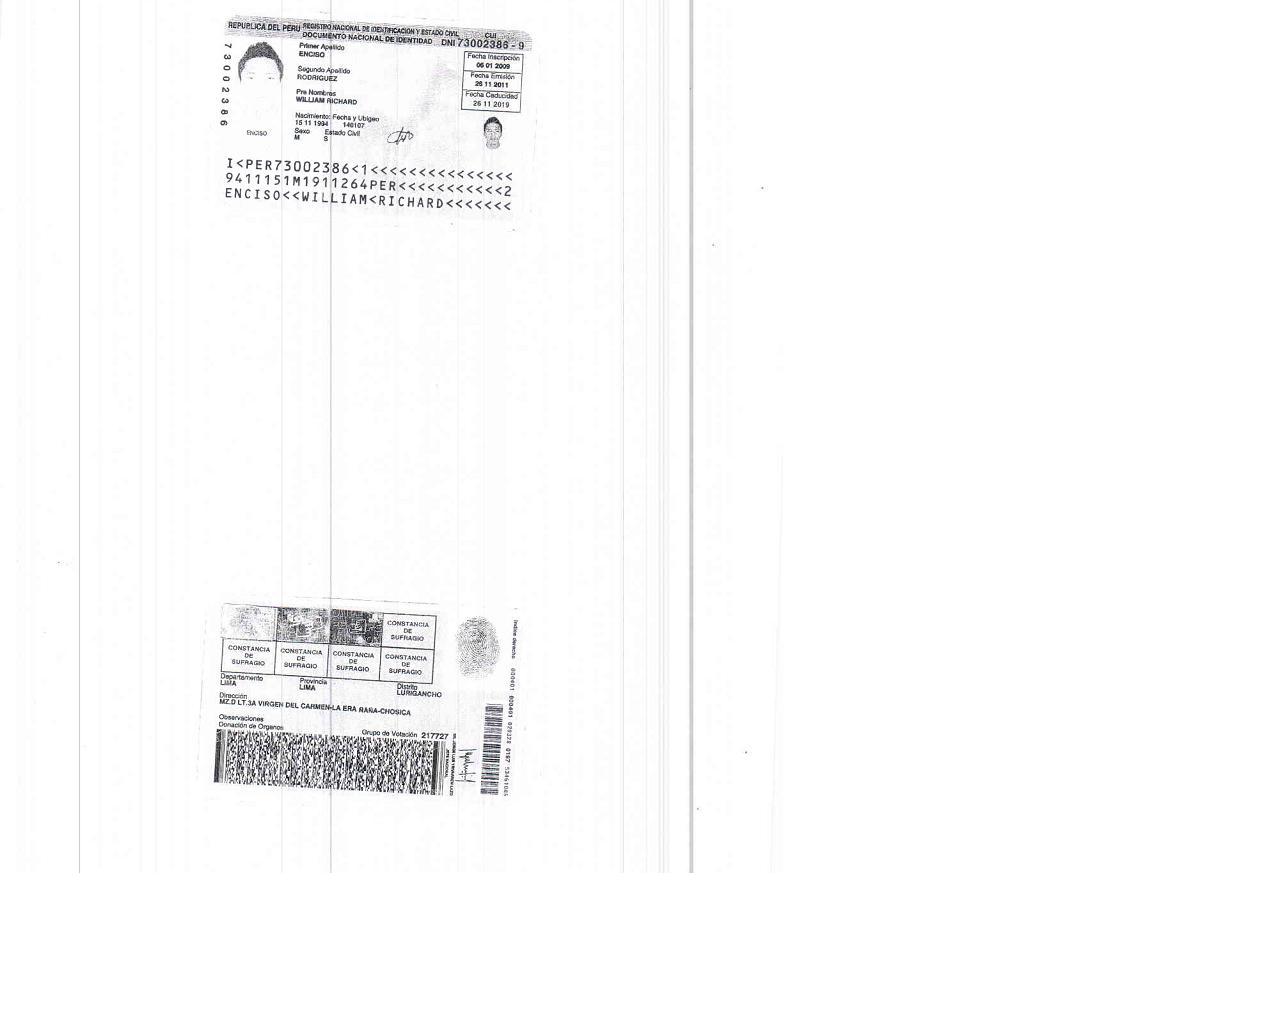 REPUBLICA DEL PERU REGISTRO NACIONAL DE IDENTIFICACION Y ESTADO CIVIL CUI
DOCUMENTO NACIONAL DE IDENTIDAD DNI 73002386 - 9
73002386
Primer Apellido
ENCISO
Segundo Apellido
RODRIGUEZ
Pre Nombres
WILLIAM RICHARD
Nacimiento: Fecha y Ubigeo
15 11 1994 140107
Sexo Estado Civil
M S
Fecha Inscripción
06 01 2009
Fecha Emisión
26 11 2011
Fecha Caducidad
26 11 2019
ENCISO
I<PER73002386<1<<<<<<<<<<<<<<<
9411151M1911264PER<<<<<<<<<<<2
ENCISO<<WILLIAM<RICHARD<<<<<<<
CONSTANCIA
DE
SUFRAGIO
CONSTANCIA
DE
SUFRAGIO
CONSTANCIA
DE
SUFRAGIO
CONSTANCIA
DE
SUFRAGIO
CONSTANCIA
DE
SUFRAGIO
Departamento
LIMA
Provincia
LIMA
Distrito
LURIGANCHO
Dirección
MZ.D LT.3A VIRGEN DEL CARMEN-LA ERA RAÑA-CHOSICA
Observaciones
Donación de Organos
Grupo de Votación 217727
Indice derecho